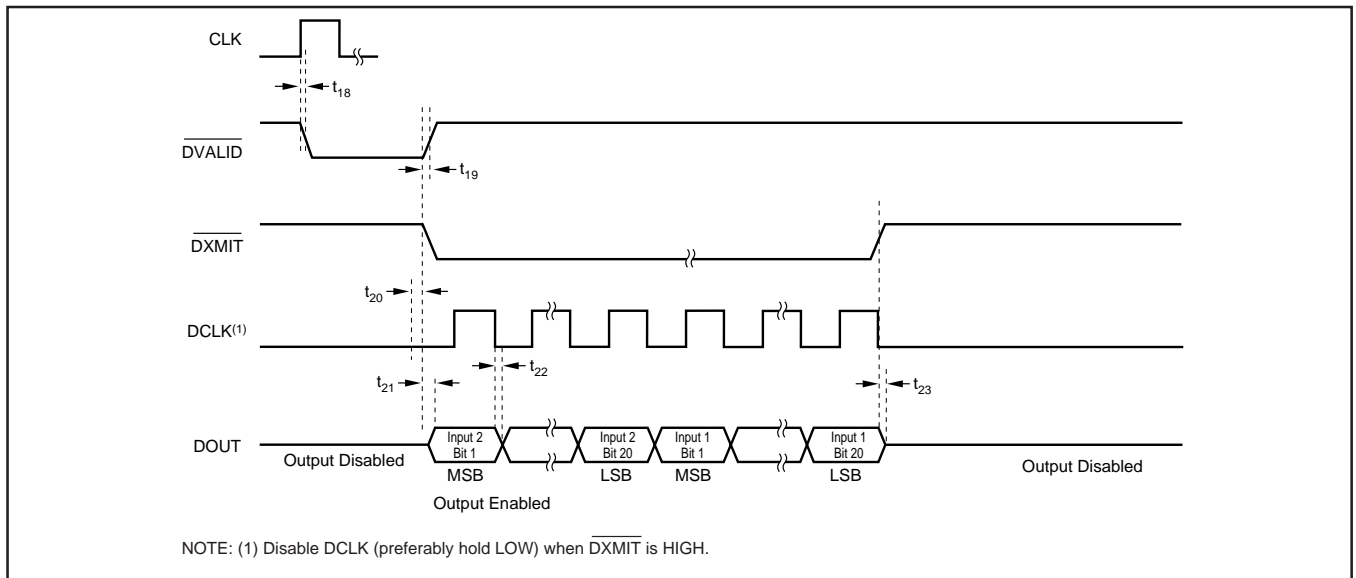 CLK
t18
DVALID
t19
DXMIT
t20
DCLK(1)
t21
t22
t23
DOUT
Output Disabled
Input 2
Bit 1
MSB
Input 2
Bit 20
LSB
Input 1
Bit 1
MSB
Input 1
Bit 20
LSB
Output Disabled
Output Enabled
NOTE: (1) Disable DCLK (preferably hold LOW) when DXMIT is HIGH.